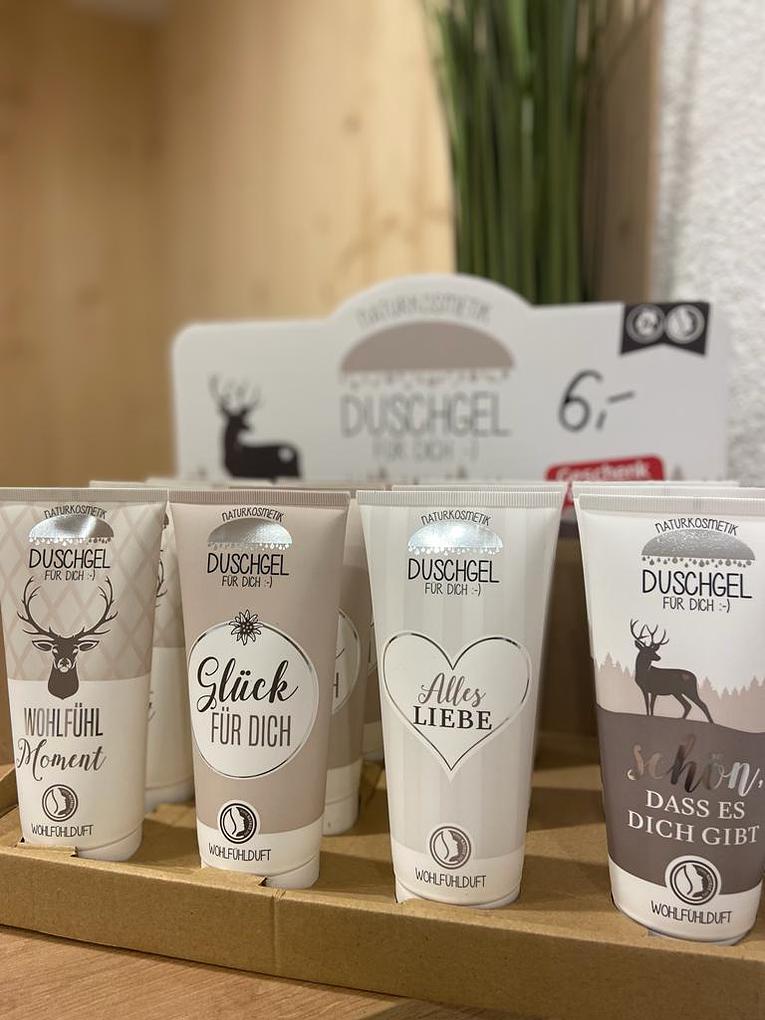 NATURKOSMETIK
DUSCHGEL
FÜR DICH :-)
6,-
Geschenk
NATURKOSMETIK
DUSCHGEL
FÜR DICH :-)
WOHLFÜHL
Moment
WOHLFÜHLDUFT
NATURKOSMETIK
DUSCHGEL
FÜR DICH :-)
Glück
FÜR DICH
WOHLFÜHLDUFT
NATURKOSMETIK
DUSCHGEL
FÜR DICH :-)
Alles
LIEBE
WOHLFÜHLDUFT
NATURKOSMETIK
DUSCHGEL
FÜR DICH :-)
schön,
DASS ES
DICH GIBT
WOHLFÜHLDUFT